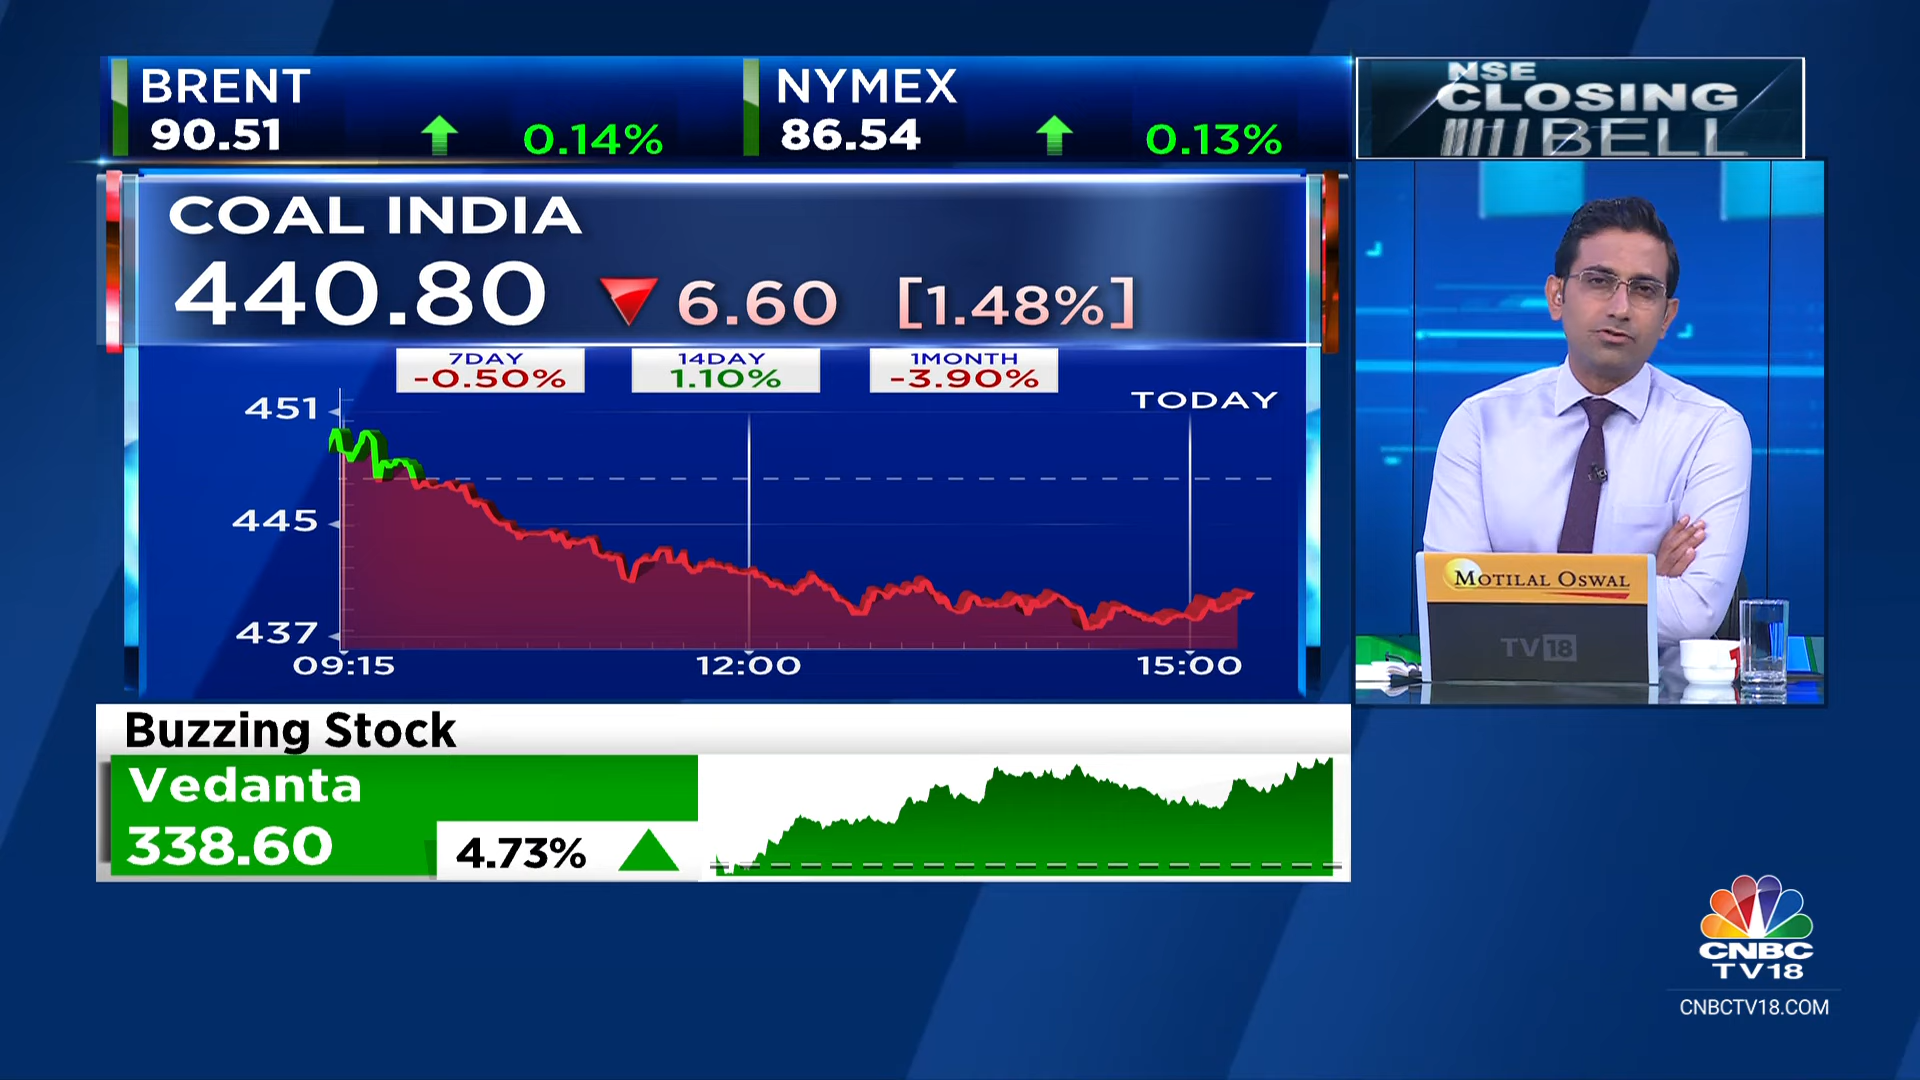 BRENT
90.51 0.14%
NYMEX
86.54 0.13%
NSE
CLOSING
BELL
COAL INDIA
440.80 6.60 [1.48%]
7DAY
-0.50%
14DAY
1.10%
1MONTH
-3.90%
TODAY
451
445
437
09:15 12:00 15:00
MOTILAL OSWAL
TV18
Buzzing Stock
Vedanta
338.60
4.73%
CNBC
TV18
CNBCTV18.COM